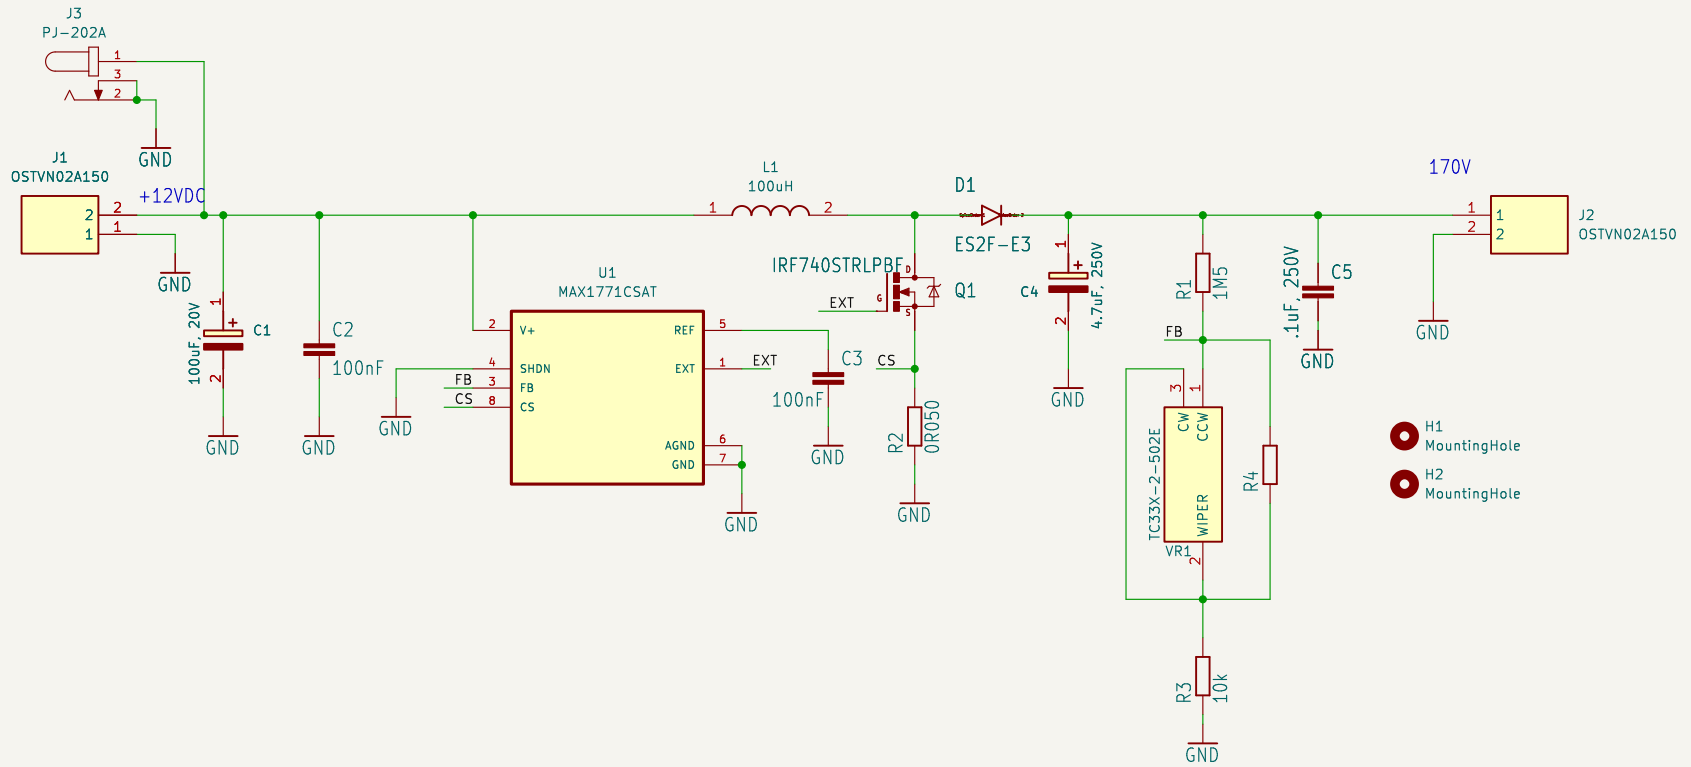 J3
PJ-202A
1
3
2
GND
J1
OSTVN02A150
+12VDC
2 2
1 1
GND
1
+
C1
100uF, 20V
2
GND
C2
100nF
GND
U1
MAX1771CSAT
2 V+
4 SHDN
3 FB
8 CS
REF 5
EXT 1
AGND 6
GND 7
FB
CS
GND
EXT
GND
C3
100nF
GND
L1
100uH
1 2
D1
ES2F-E3
IRF740STRLPBF
D
G
S
Q1
EXT
CS
R2
0R050
GND
1
+
C4
4.7uF, 250V
2
GND
R1
1M5
FB
3 1
CW CCW
TC33X-2-502E
WIPER
VR1
2
R4
R3
10k
GND
C5
.1uF, 250V
GND
170V
1 1
2 2
J2
OSTVN02A150
GND
H1
MountingHole
H2
MountingHole